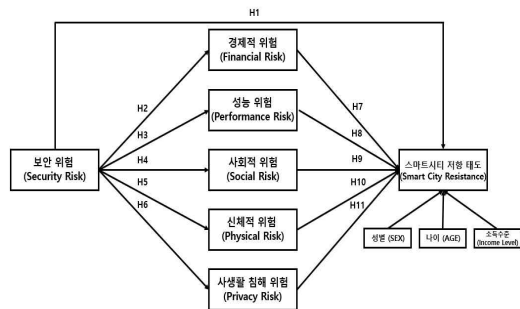 H1
경제적 위험
(Financial Risk)
H2
H7
성능 위험
(Performance Risk)
H3
H8
보안 위험
(Security Risk)
H4
사회적 위험
(Social Risk)
H9
스마트시티 저항 태도
(Smart City Resistance)
H5
H10
신체적 위험
(Physical Risk)
H6
H11
성별 (SEX)
나이 (AGE)
소득수준
(Income Level)
사생활 침해 위험
(Privacy Risk)